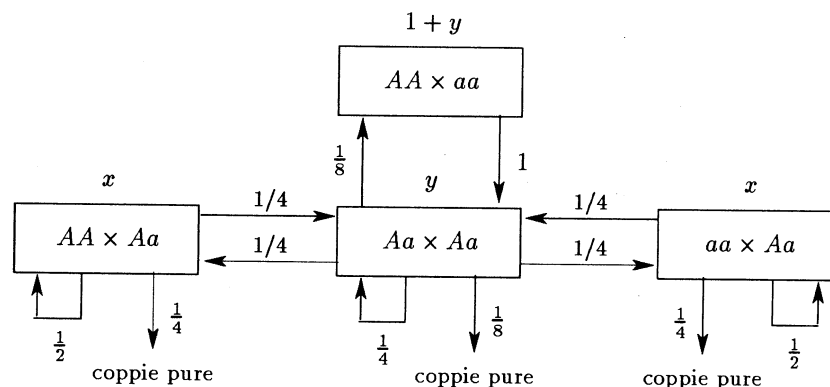 1 + y
AA × aa
1/8
1
x
y
x
1/4
1/4
AA × Aa
Aa × Aa
aa × Aa
1/4
1/4
1/2
1/4
1/4
1/8
1/4
1/2
coppie pure
coppie pure
coppie pure